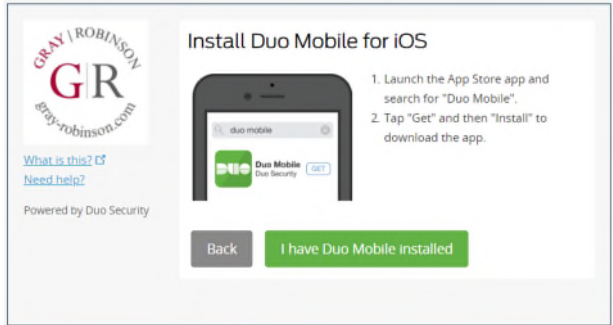 GRAY | ROBINSON
G|R
gray-robinson.com
What is this?
Need help?
Powered by Duo Security
Install Duo Mobile for iOS
duo mobile
DUO
Duo Mobile
Duo Security
GET
1. Launch the App Store app and
search for "Duo Mobile".
2. Tap "Get" and then "Install" to
download the app.
Back
I have Duo Mobile installed